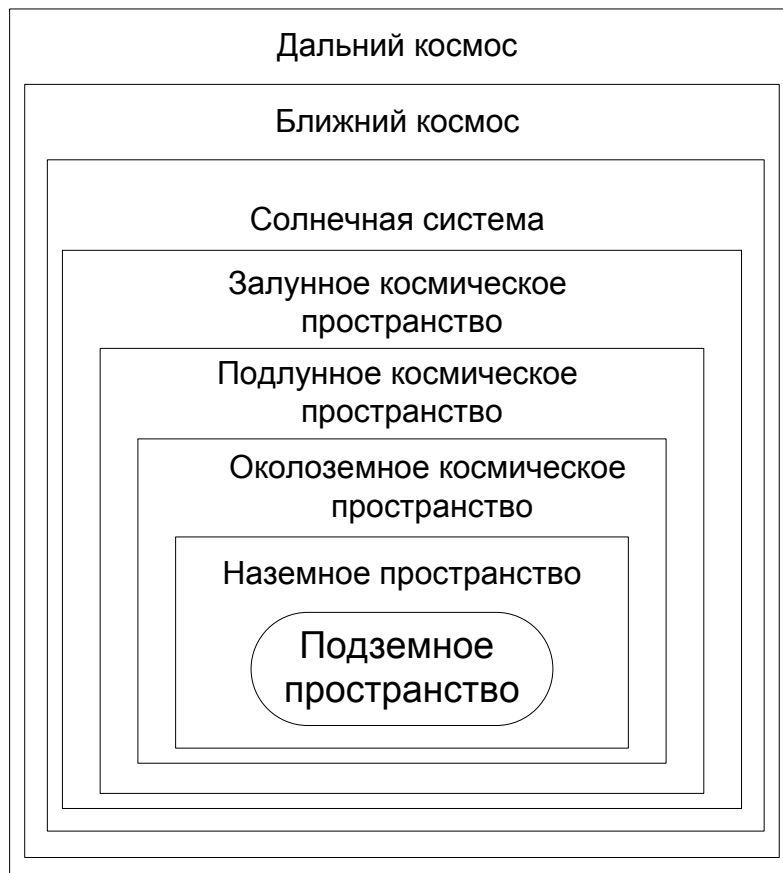 Дальний космос
Ближний космос
Солнечная система
Залунное космическое
пространство
Подлунное космическое
пространство
Околоземное космическое
пространство
Наземное пространство
Подземное
пространство